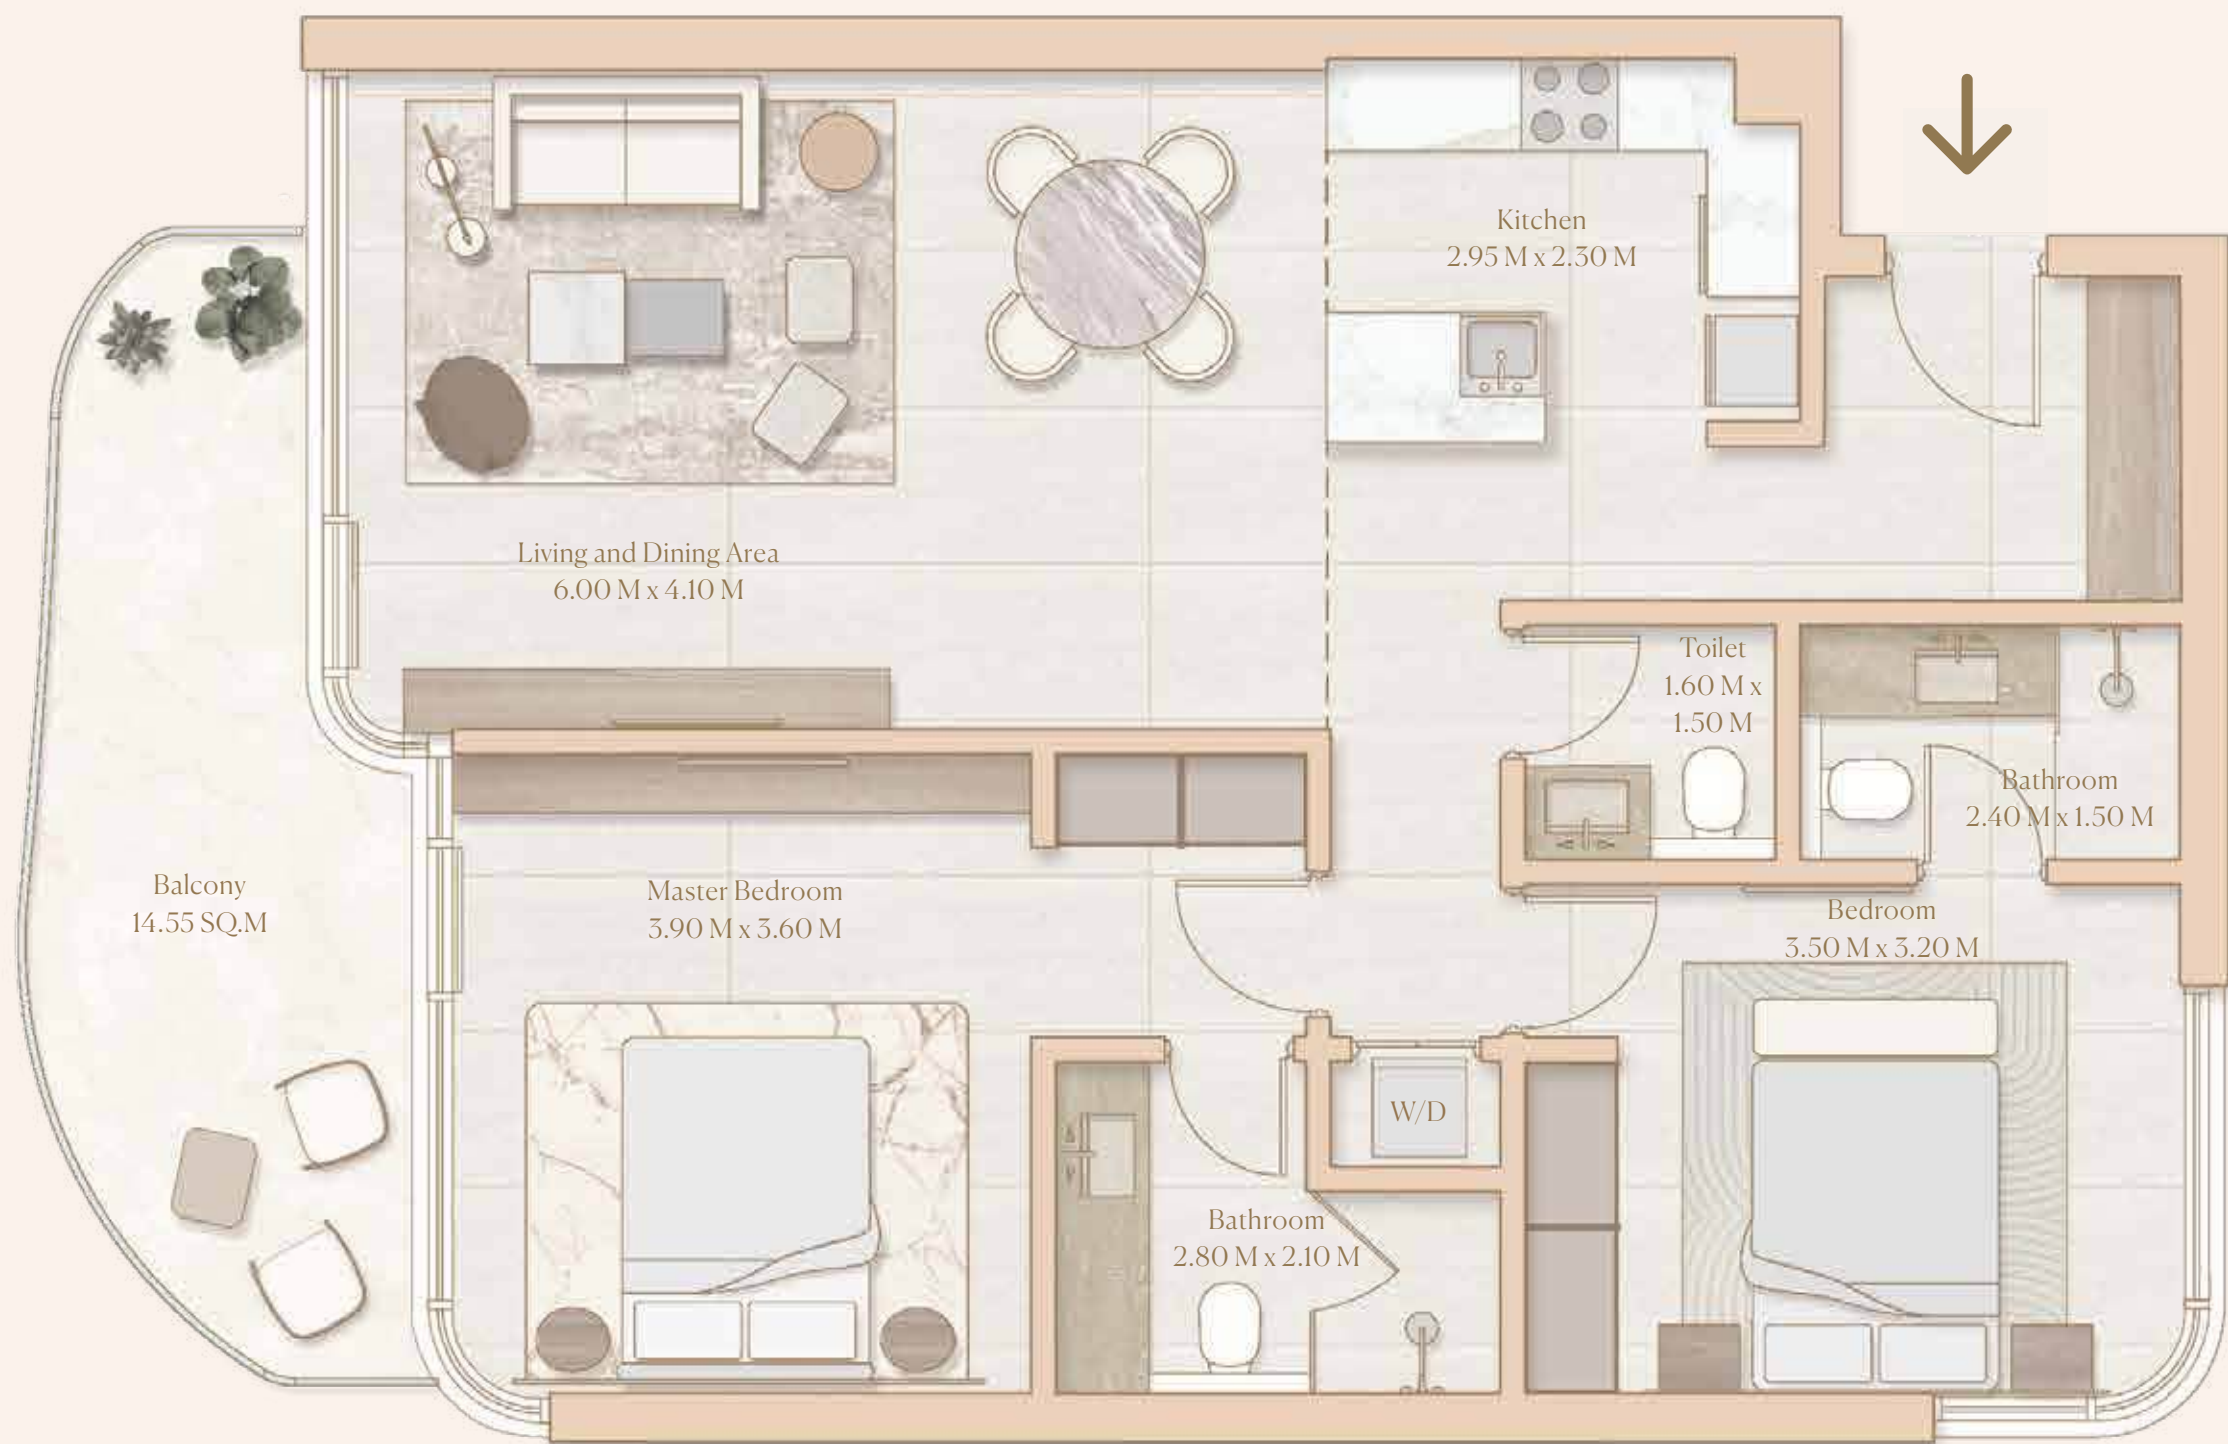 Kitchen
2.95 M x 2.30 M
Living and Dining Area
6.00 M x 4.10 M
Toilet
1.60 M x
1.50 M
Bathroom
2.40 M x 1.50 M
Balcony
14.55 SQ.M
Master Bedroom
3.90 M x 3.60 M
Bedroom
3.50 M x 3.20 M
W/D
Bathroom
2.80 M x 2.10 M